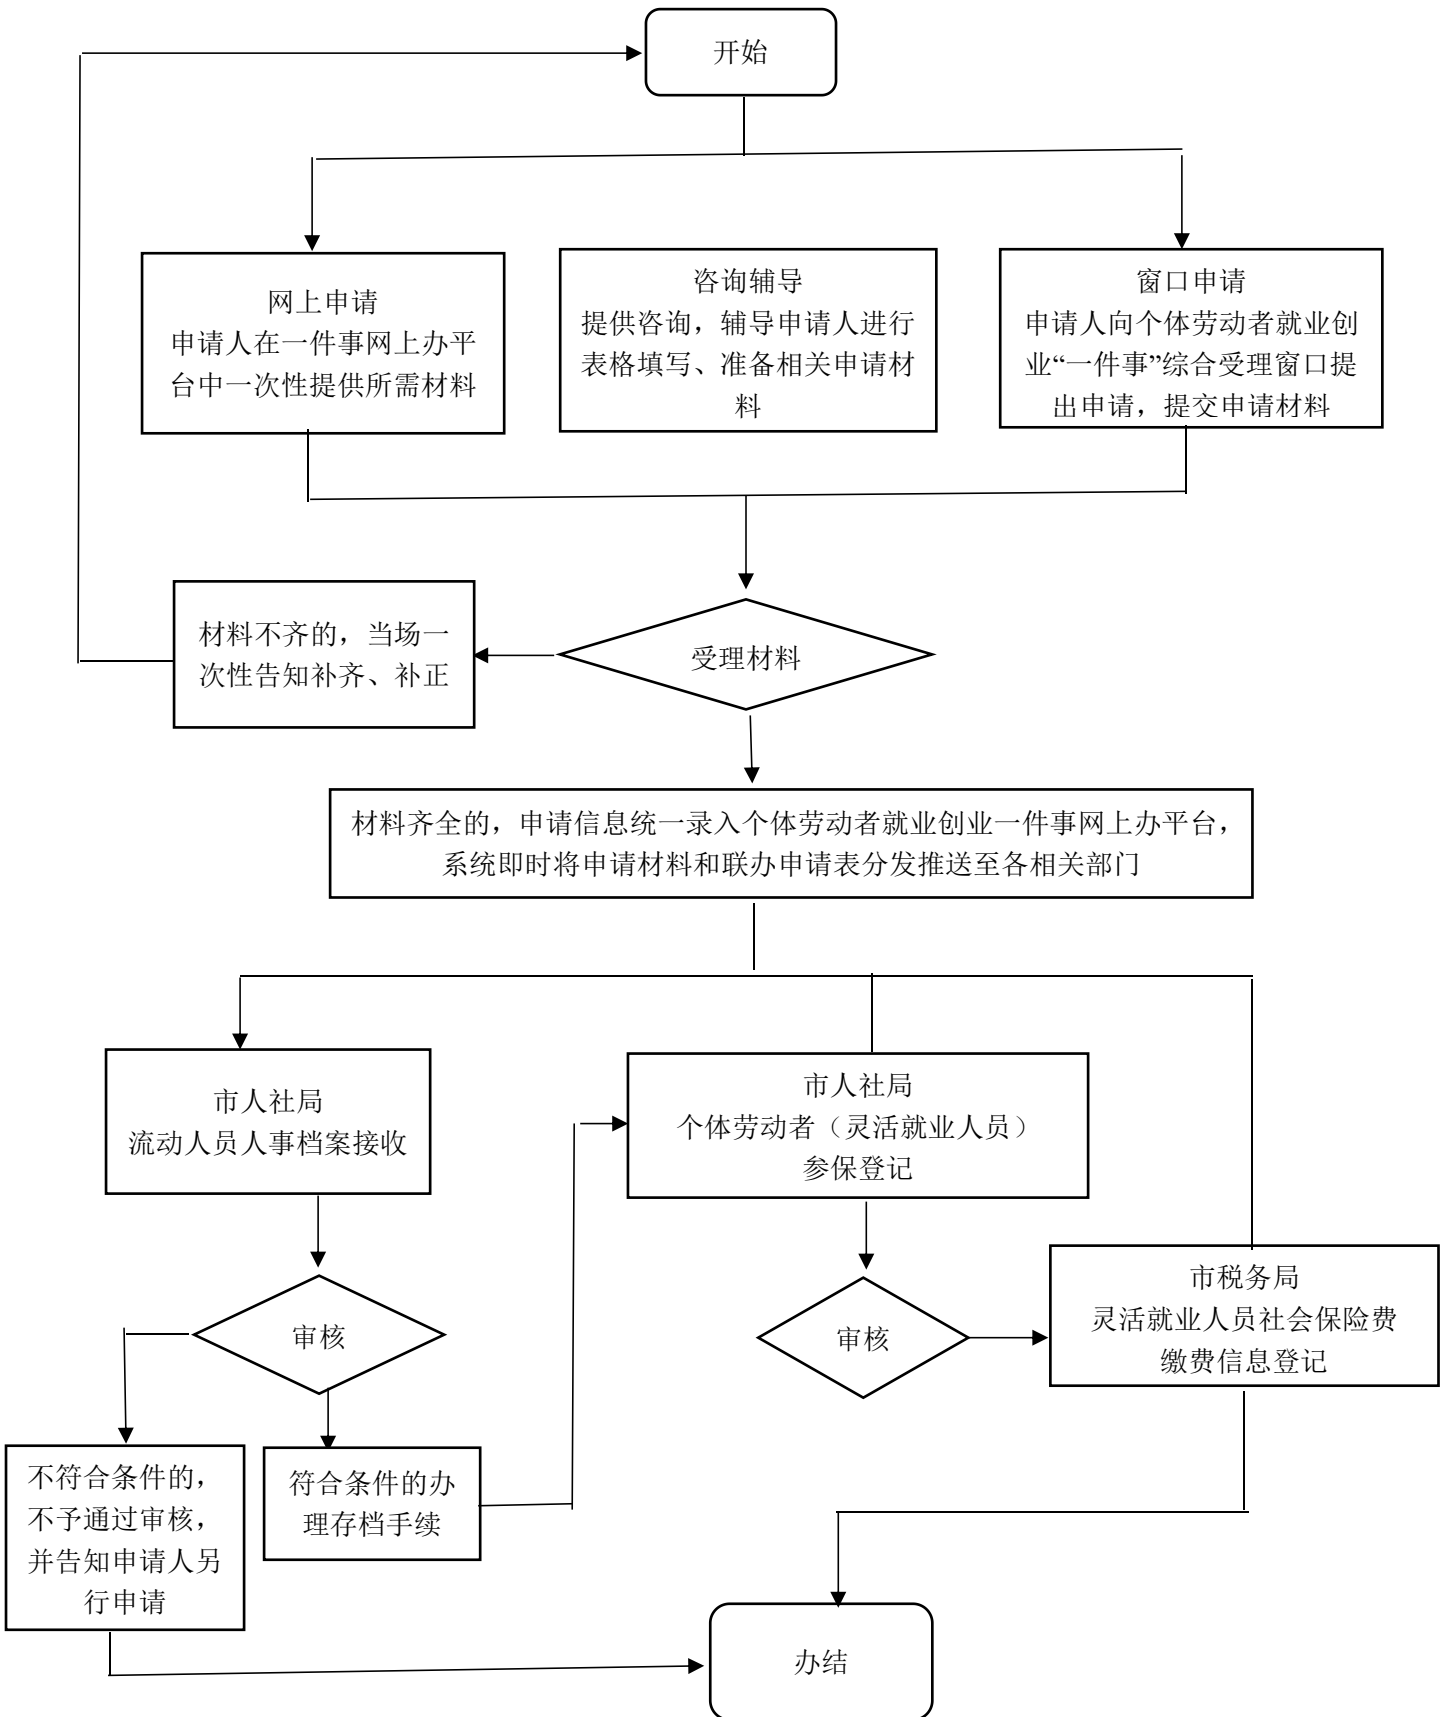 开始
网上申请
申请人在一件事网上办平
台中一次性提供所需材料
咨询辅导
提供咨询，辅导申请人进行
表格填写、准备相关申请材
料
窗口申请
申请人向个体劳动者就业创
业“一件事”综合受理窗口提
出申请，提交申请材料
材料不齐的，当场一
次性告知补齐、补正
受理材料
材料齐全的，申请信息统一录入个体劳动者就业创业一件事网上办平台，
系统即时将申请材料和联办申请表分发推送至各相关部门
市人社局
流动人员人事档案接收
市人社局
个体劳动者（灵活就业人员）
参保登记
审核
审核
市税务局
灵活就业人员社会保险费
缴费信息登记
不符合条件的，
不予通过审核，
并告知申请人另
行申请
符合条件的办
理存档手续
办结